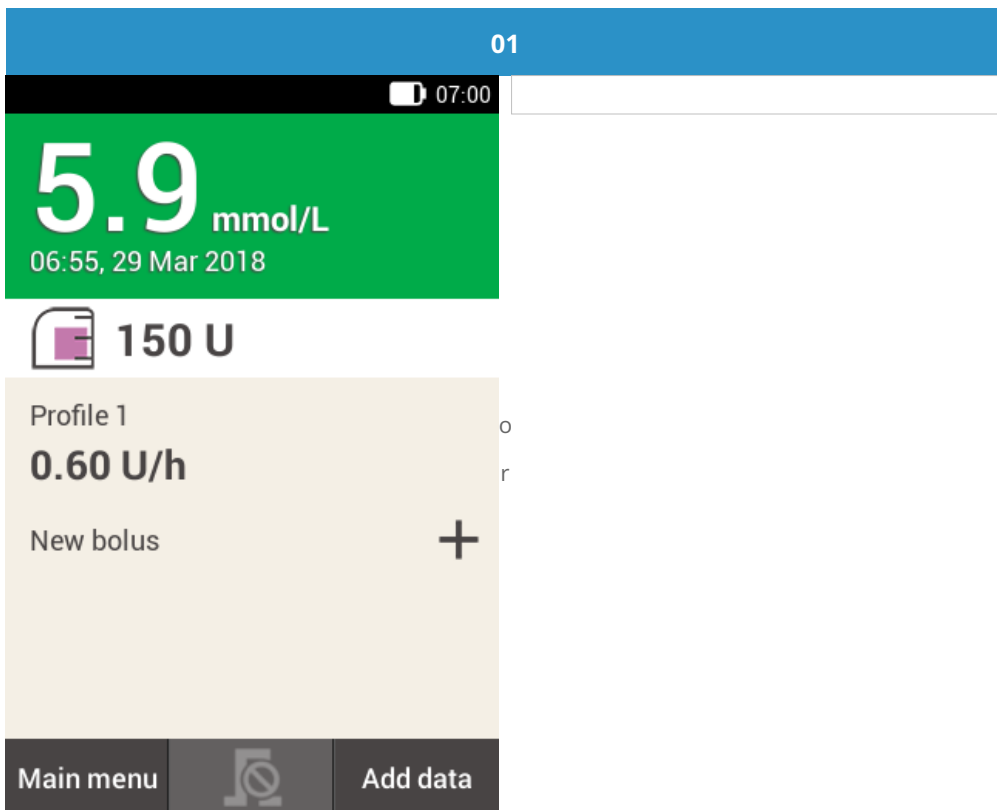 01
07:00
5.9 mmol/L
06:55, 29 Mar 2018
150 U
Profile 1
0.60 U/h
New bolus
Main menu
Add data